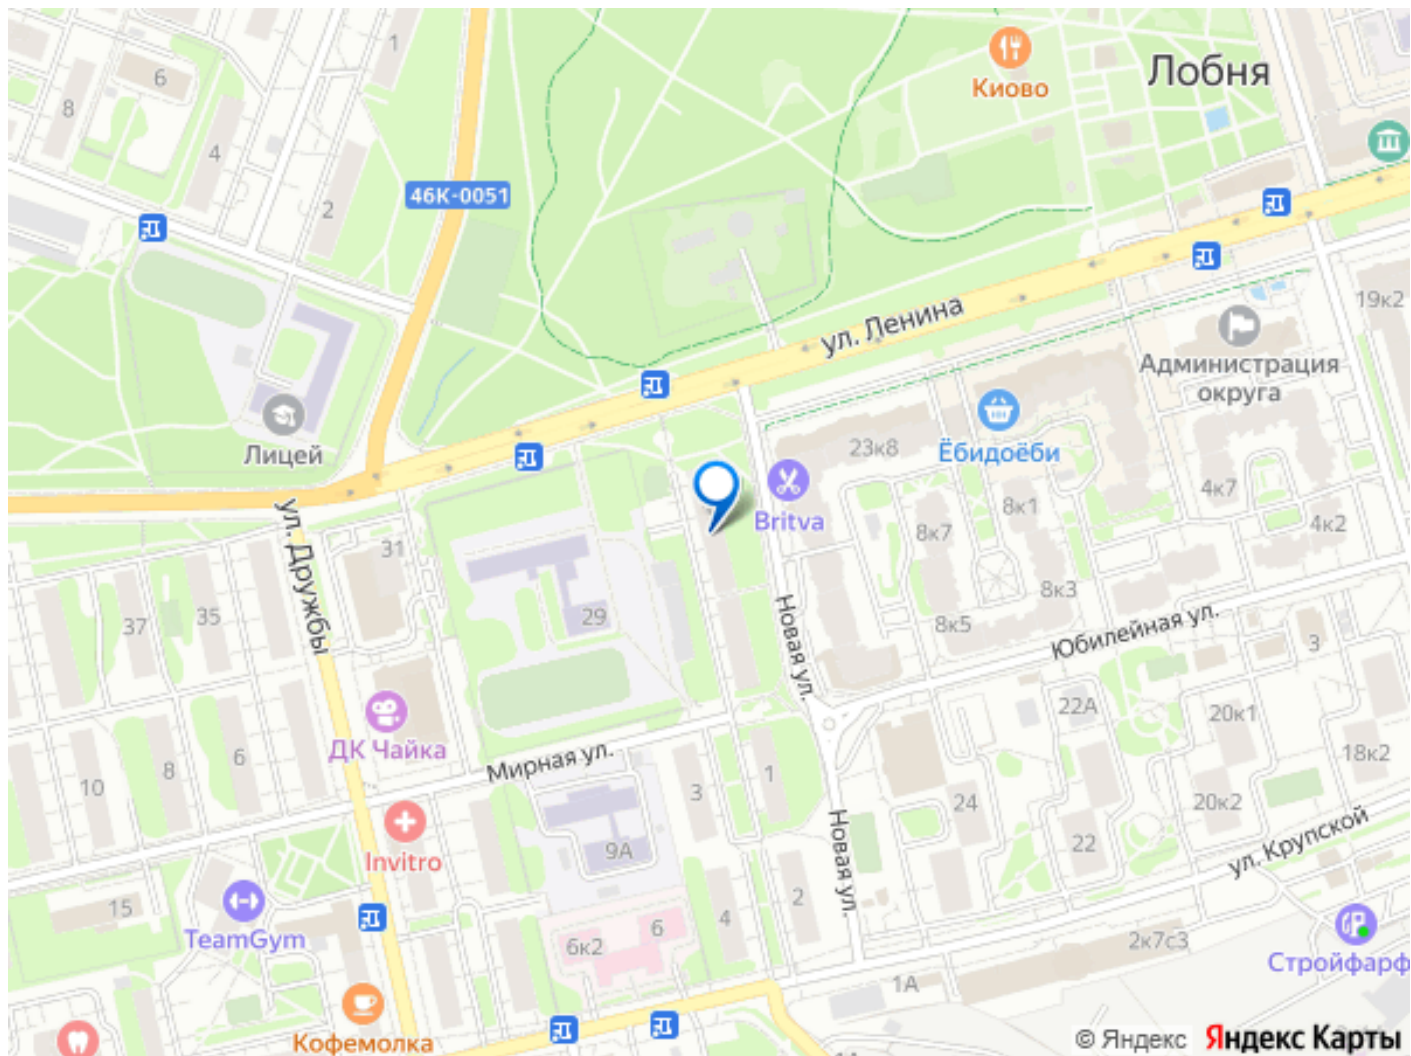 1
6
8
4
2
Киово
Лобня
46К-0051
ул. Ленина
19к2
Администрация
округа
Лицей
23к8
Ёбидоёби
Britva
4к7
8к1
8к7
4к2
31
ул. Дружбы
37
35
29
8к3
8к5
Новая ул.
Юбилейная ул.
3
ДК Чайка
22А
20к1
6
8
10
Мирная ул.
18к2
3
1
24
20к2
22
Invitro
9А
Новая ул.
ул. Крупской
15
TeamGym
2
4
6
6к2
2к7с3
1А
Стройфарф
Кофемолка
© Яндекс Яндекс Карты